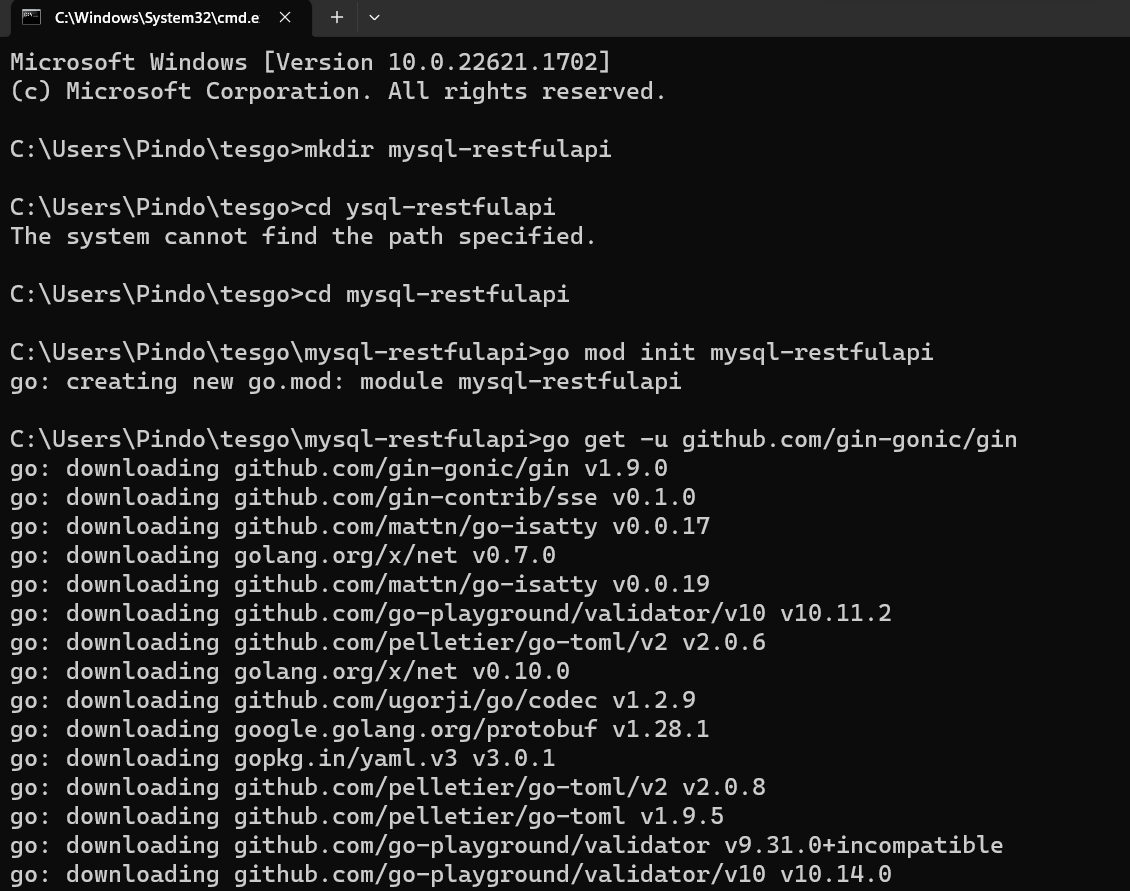 C:\Windows\System32\cmd.e
Microsoft Windows [Version 10.0.22621.1702]
(c) Microsoft Corporation. All rights reserved.
C:\Users\Pindo\tesgo>mkdir mysql-restfulapi
C:\Users\Pindo\tesgo>cd ysql-restfulapi
The system cannot find the path specified.
C:\Users\Pindo\tesgo>cd mysql-restfulapi
C:\Users\Pindo\tesgo\mysql-restfulapi>go mod init mysql-restfulapi
go: creating new go.mod: module mysql-restfulapi
C:\Users\Pindo\tesgo\mysql-restfulapi>go get -u github.com/gin-gonic/gin
go: downloading github.com/gin-gonic/gin v1.9.0
go: downloading github.com/gin-contrib/sse v0.1.0
go: downloading github.com/mattn/go-isatty v0.0.17
go: downloading golang.org/x/net v0.7.0
go: downloading github.com/mattn/go-isatty v0.0.19
go: downloading github.com/go-playground/validator/v10 v10.11.2
go: downloading github.com/pelletier/go-toml/v2 v2.0.6
go: downloading golang.org/x/net v0.10.0
go: downloading github.com/ugorji/go/codec v1.2.9
go: downloading google.golang.org/protobuf v1.28.1
go: downloading gopkg.in/yaml.v3 v3.0.1
go: downloading github.com/pelletier/go-toml/v2 v2.0.8
go: downloading github.com/pelletier/go-toml v1.9.5
go: downloading github.com/go-playground/validator v9.31.0+incompatible
go: downloading github.com/go-playground/validator/v10 v10.14.0